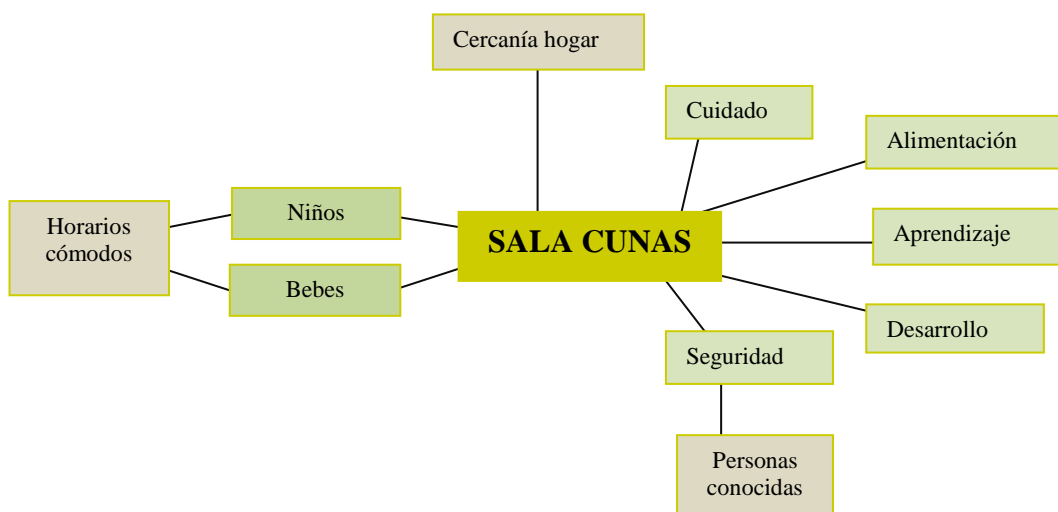 Cercanía hogar
Cuidado
Alimentación
Niños
Horarios
cómodos
SALA CUNAS
Aprendizaje
Bebes
Desarrollo
Seguridad
Personas
conocidas